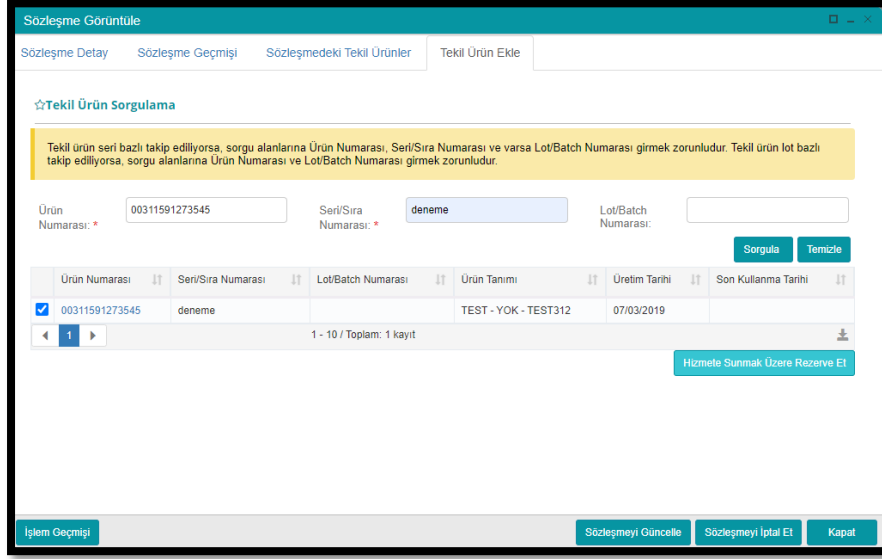 Sözleşme Görüntüle
Sözleşme Detay Sözleşme Geçmişi Sözleşmedeki Tekil Ürünler Tekil Ürün Ekle
☆Tekil Ürün Sorgulama
Tekil ürün seri bazlı takip ediliyorsa, sorgu alanlarına Ürün Numarası, Seri/Sıra Numarası ve varsa Lot/Batch Numarası girmek zorunludur. Tekil ürün lot bazlı
takip ediliyorsa, sorgu alanlarına Ürün Numarası ve Lot/Batch Numarası girmek zorunludur.
Ürün Numarası: * 00311591273545 Seri/Sıra Numarası: * deneme Lot/Batch Numarası:
Sorgula Temizle
Ürün Numarası Seri/Sıra Numarası Lot/Batch Numarası Ürün Tanımı Üretim Tarihi Son Kullanma Tarihi
00311591273545 deneme TEST - YOK - TEST312 07/03/2019
1 1 - 10 / Toplam: 1 kayıt
Hizmete Sunmak Üzere Rezerve Et
İşlem Geçmişi Sözleşmeyi Güncelle Sözleşmeyi İptal Et Kapat